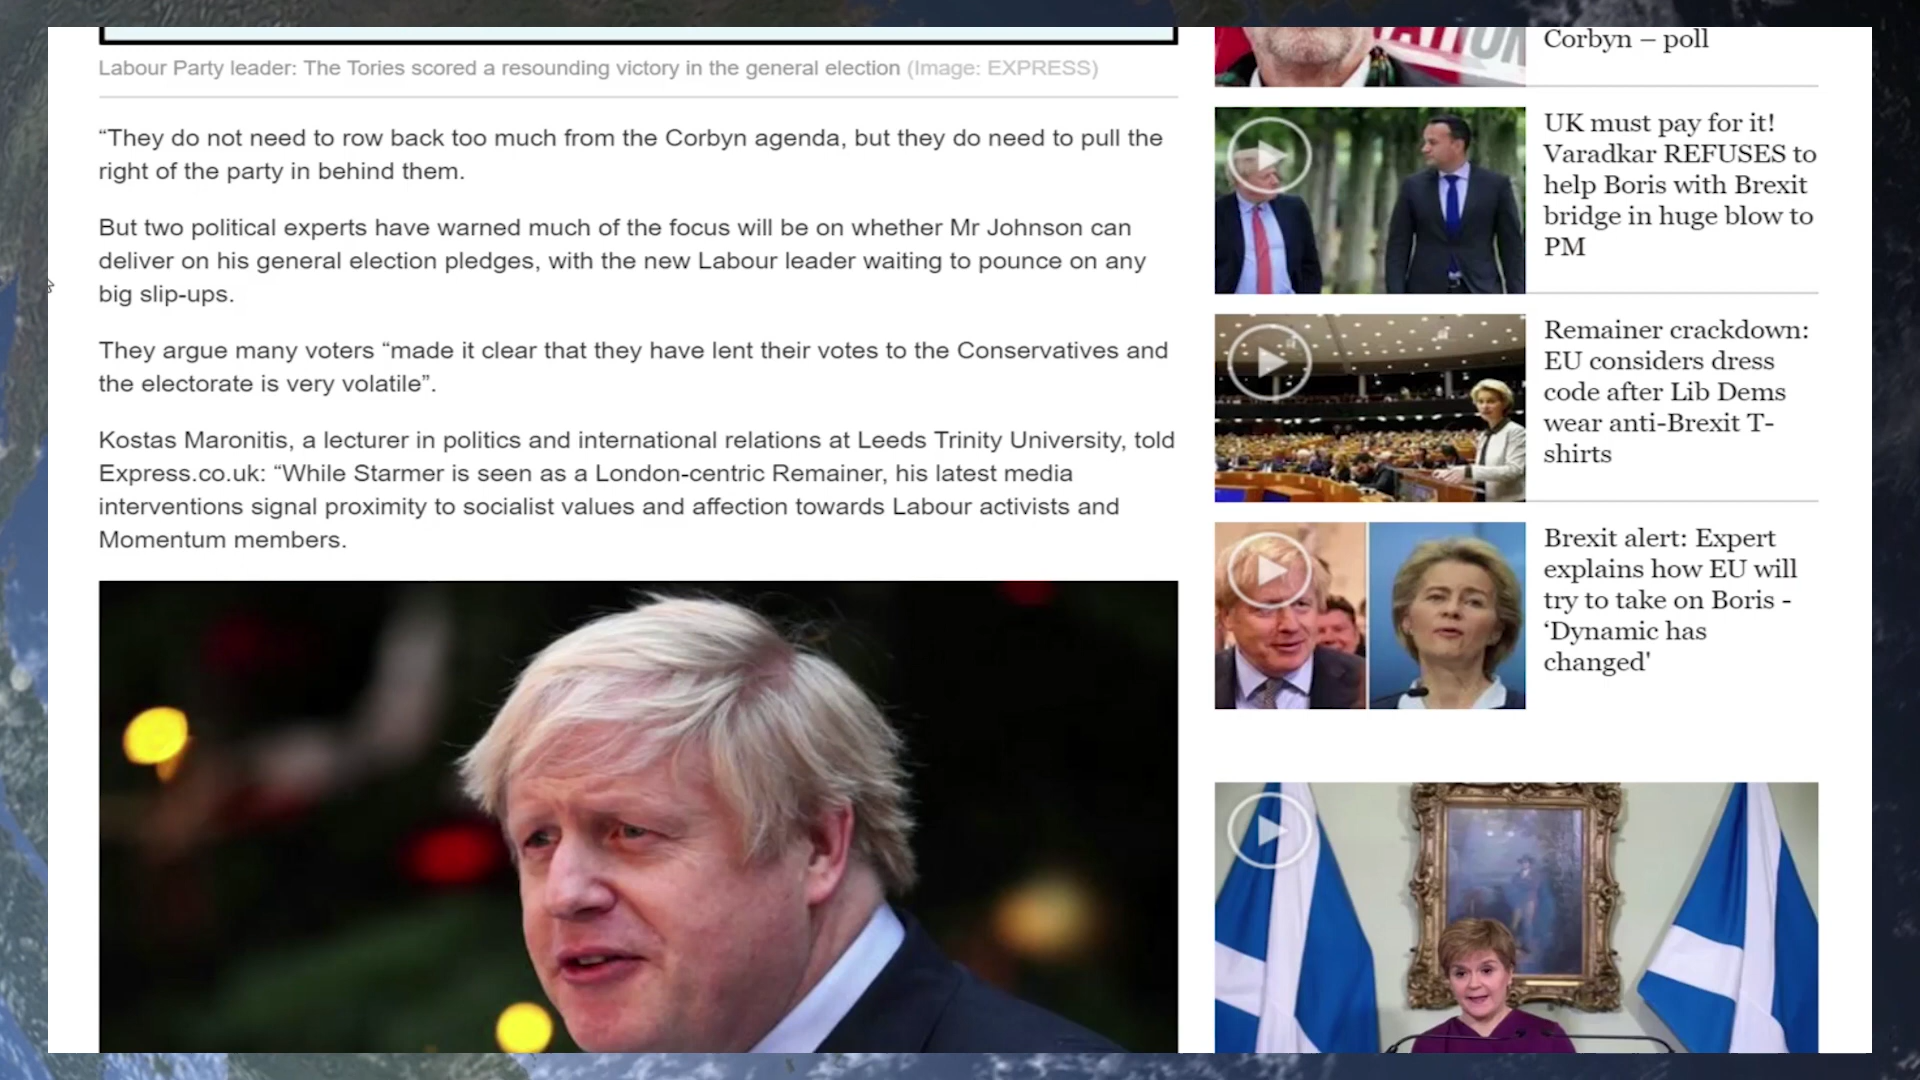 Labour Party leader: The Tories scored a resounding victory in the general election (Image: EXPRESS)
“They do not need to row back too much from the Corbyn agenda, but they do need to pull the
right of the party in behind them.
But two political experts have warned much of the focus will be on whether Mr Johnson can
deliver on his general election pledges, with the new Labour leader waiting to pounce on any
big slip-ups.
They argue many voters “made it clear that they have lent their votes to the Conservatives and
the electorate is very volatile”.
Kostas Maronitis, a lecturer in politics and international relations at Leeds Trinity University, told
Express.co.uk: “While Starmer is seen as a London-centric Remainer, his latest media
interventions signal proximity to socialist values and affection towards Labour activists and
Momentum members.
Corbyn – poll
UK must pay for it!
Varadkar REFUSES to
help Boris with Brexit
bridge in huge blow to
PM
Remainer crackdown:
EU considers dress
code after Lib Dems
wear anti-Brexit T-
shirts
Brexit alert: Expert
explains how EU will
try to take on Boris -
‘Dynamic has
changed'